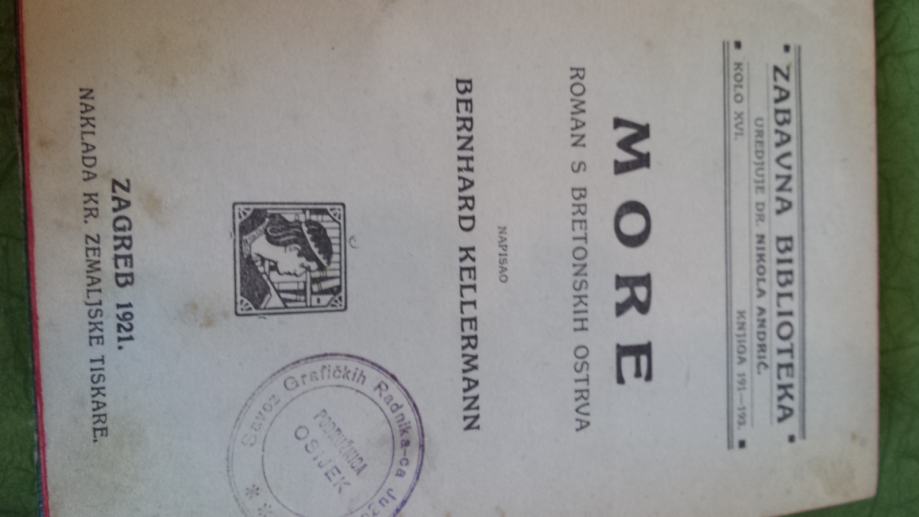 ZABAVNA BIBLIOTEKA
UREDJUJE DR. NIKOLA ANDRIĆ.
KOLO XVI. KNJIGA 191—193.
MORE
ROMAN S BRETONSKIH OSTRVA
NAPISAO
BERNHARD KELLERMANN
Savez Grafičkih Radnika-ca
PODRUŽNICA
OSIJEK
ZAGREB 1921.
NAKLADA KR. ZEMALJSKE TISKARE.